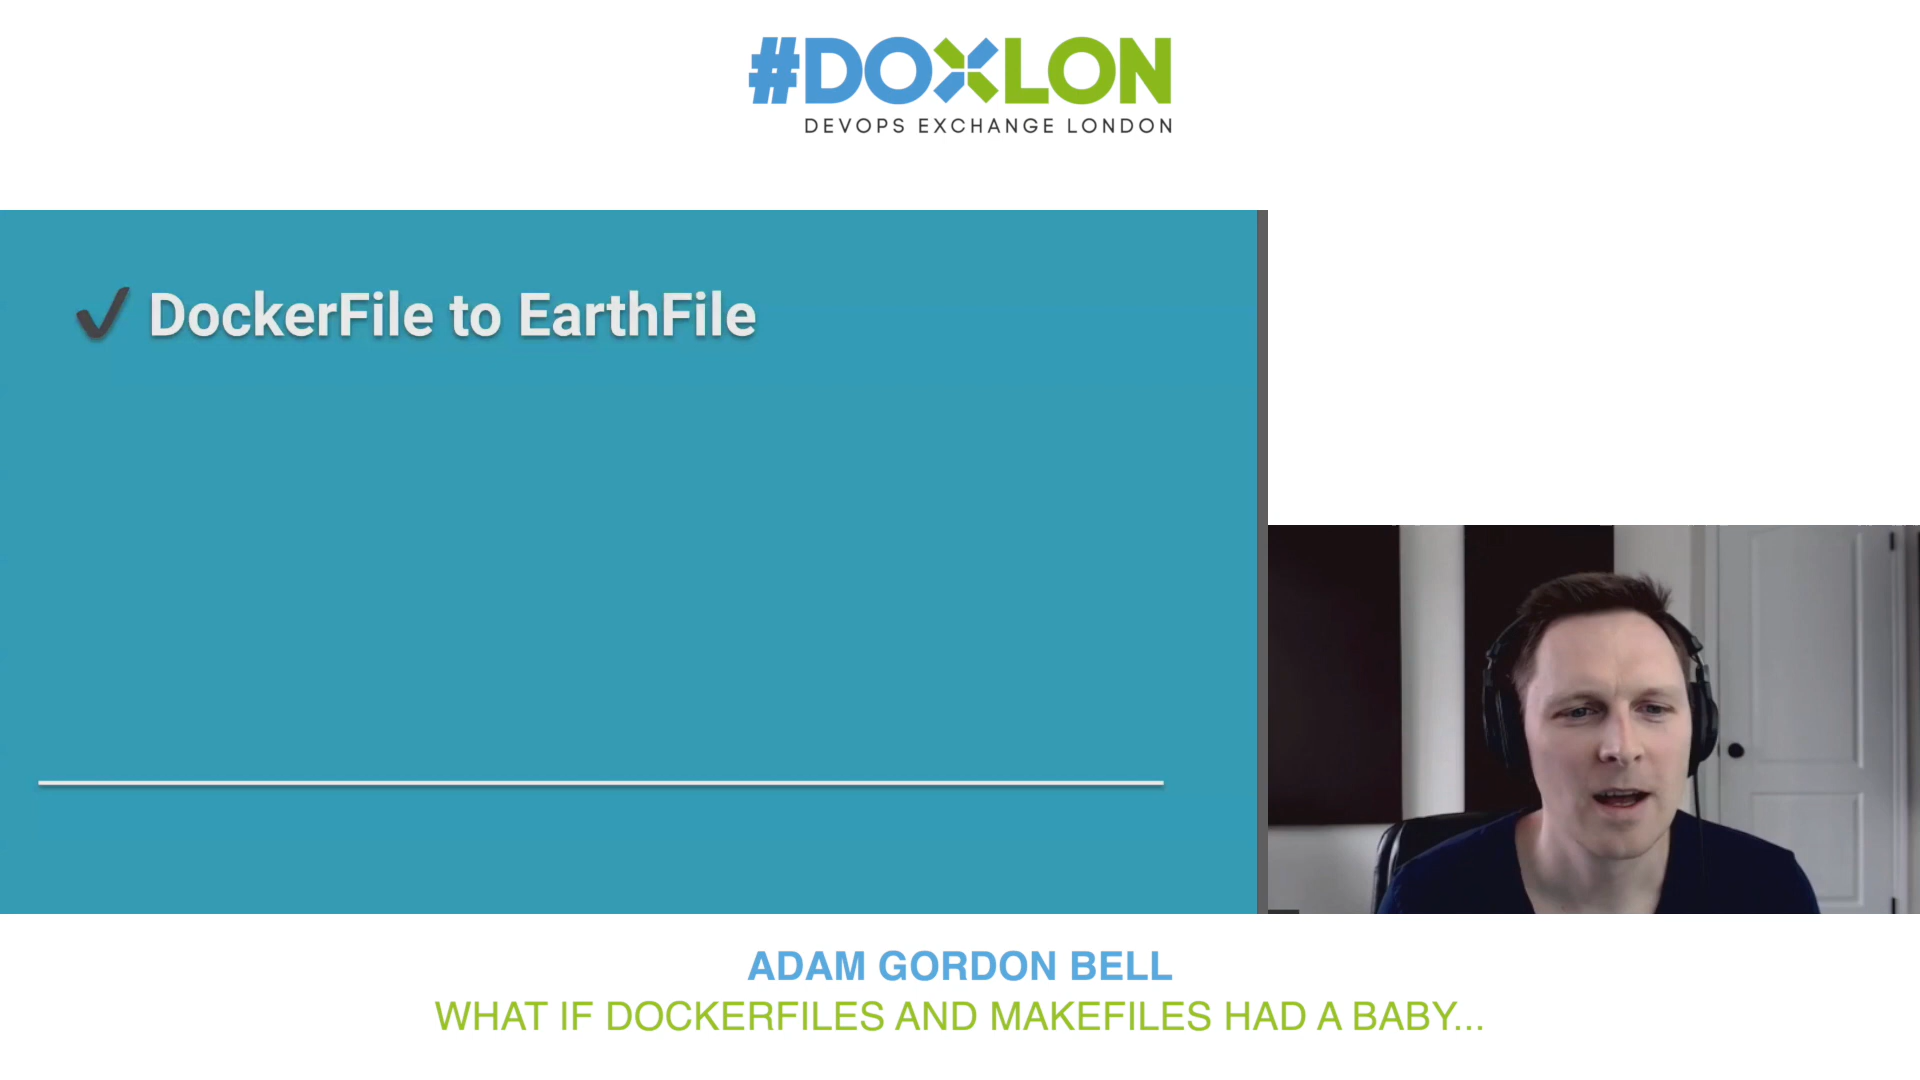 #DOXLON
DEVOPS EXCHANGE LONDON
✔ DockerFile to EarthFile
ADAM GORDON BELL
WHAT IF DOCKERFILES AND MAKEFILES HAD A BABY...